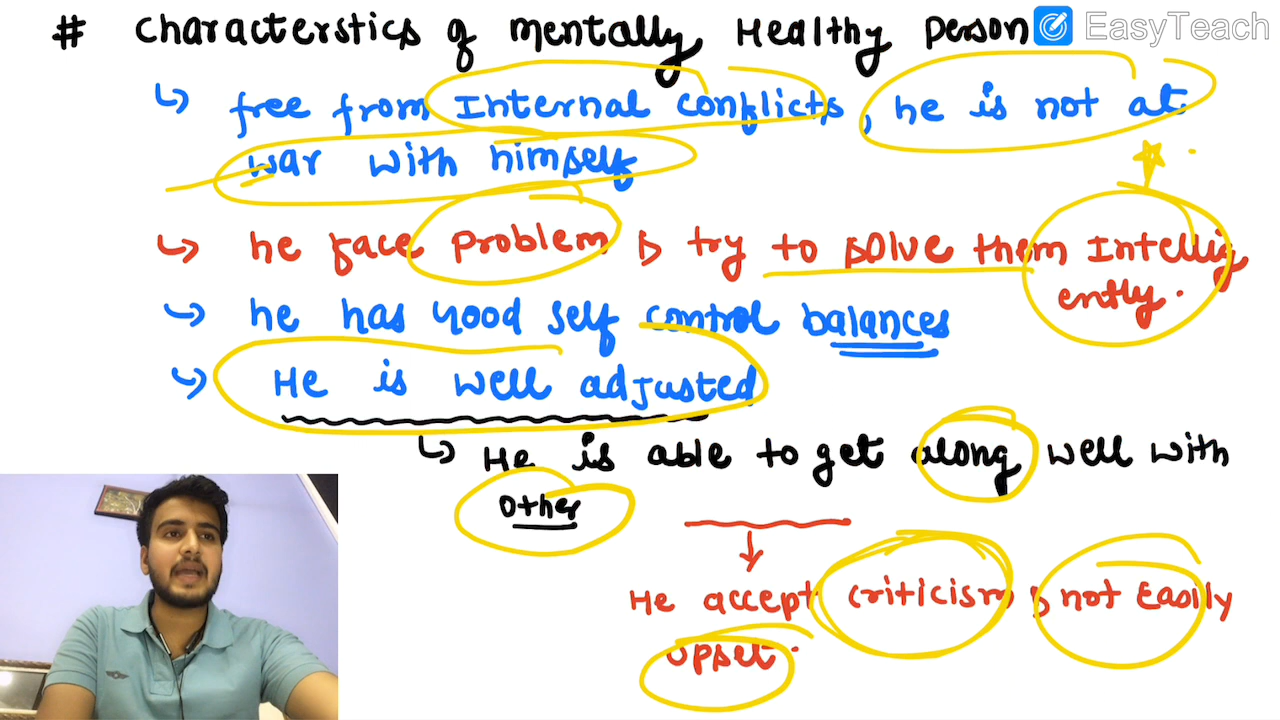 # Characterstics of mentally Healthy person
EasyTeach
↳ free from Internal conflicts, he is not at
war with himself
↳ he face problem & try to solve them Intellig
ently.
↳ he has good self control balances
↳ He is well adjusted
↳ He is able to get along well with
other
He accept criticism & not Easily
upset.